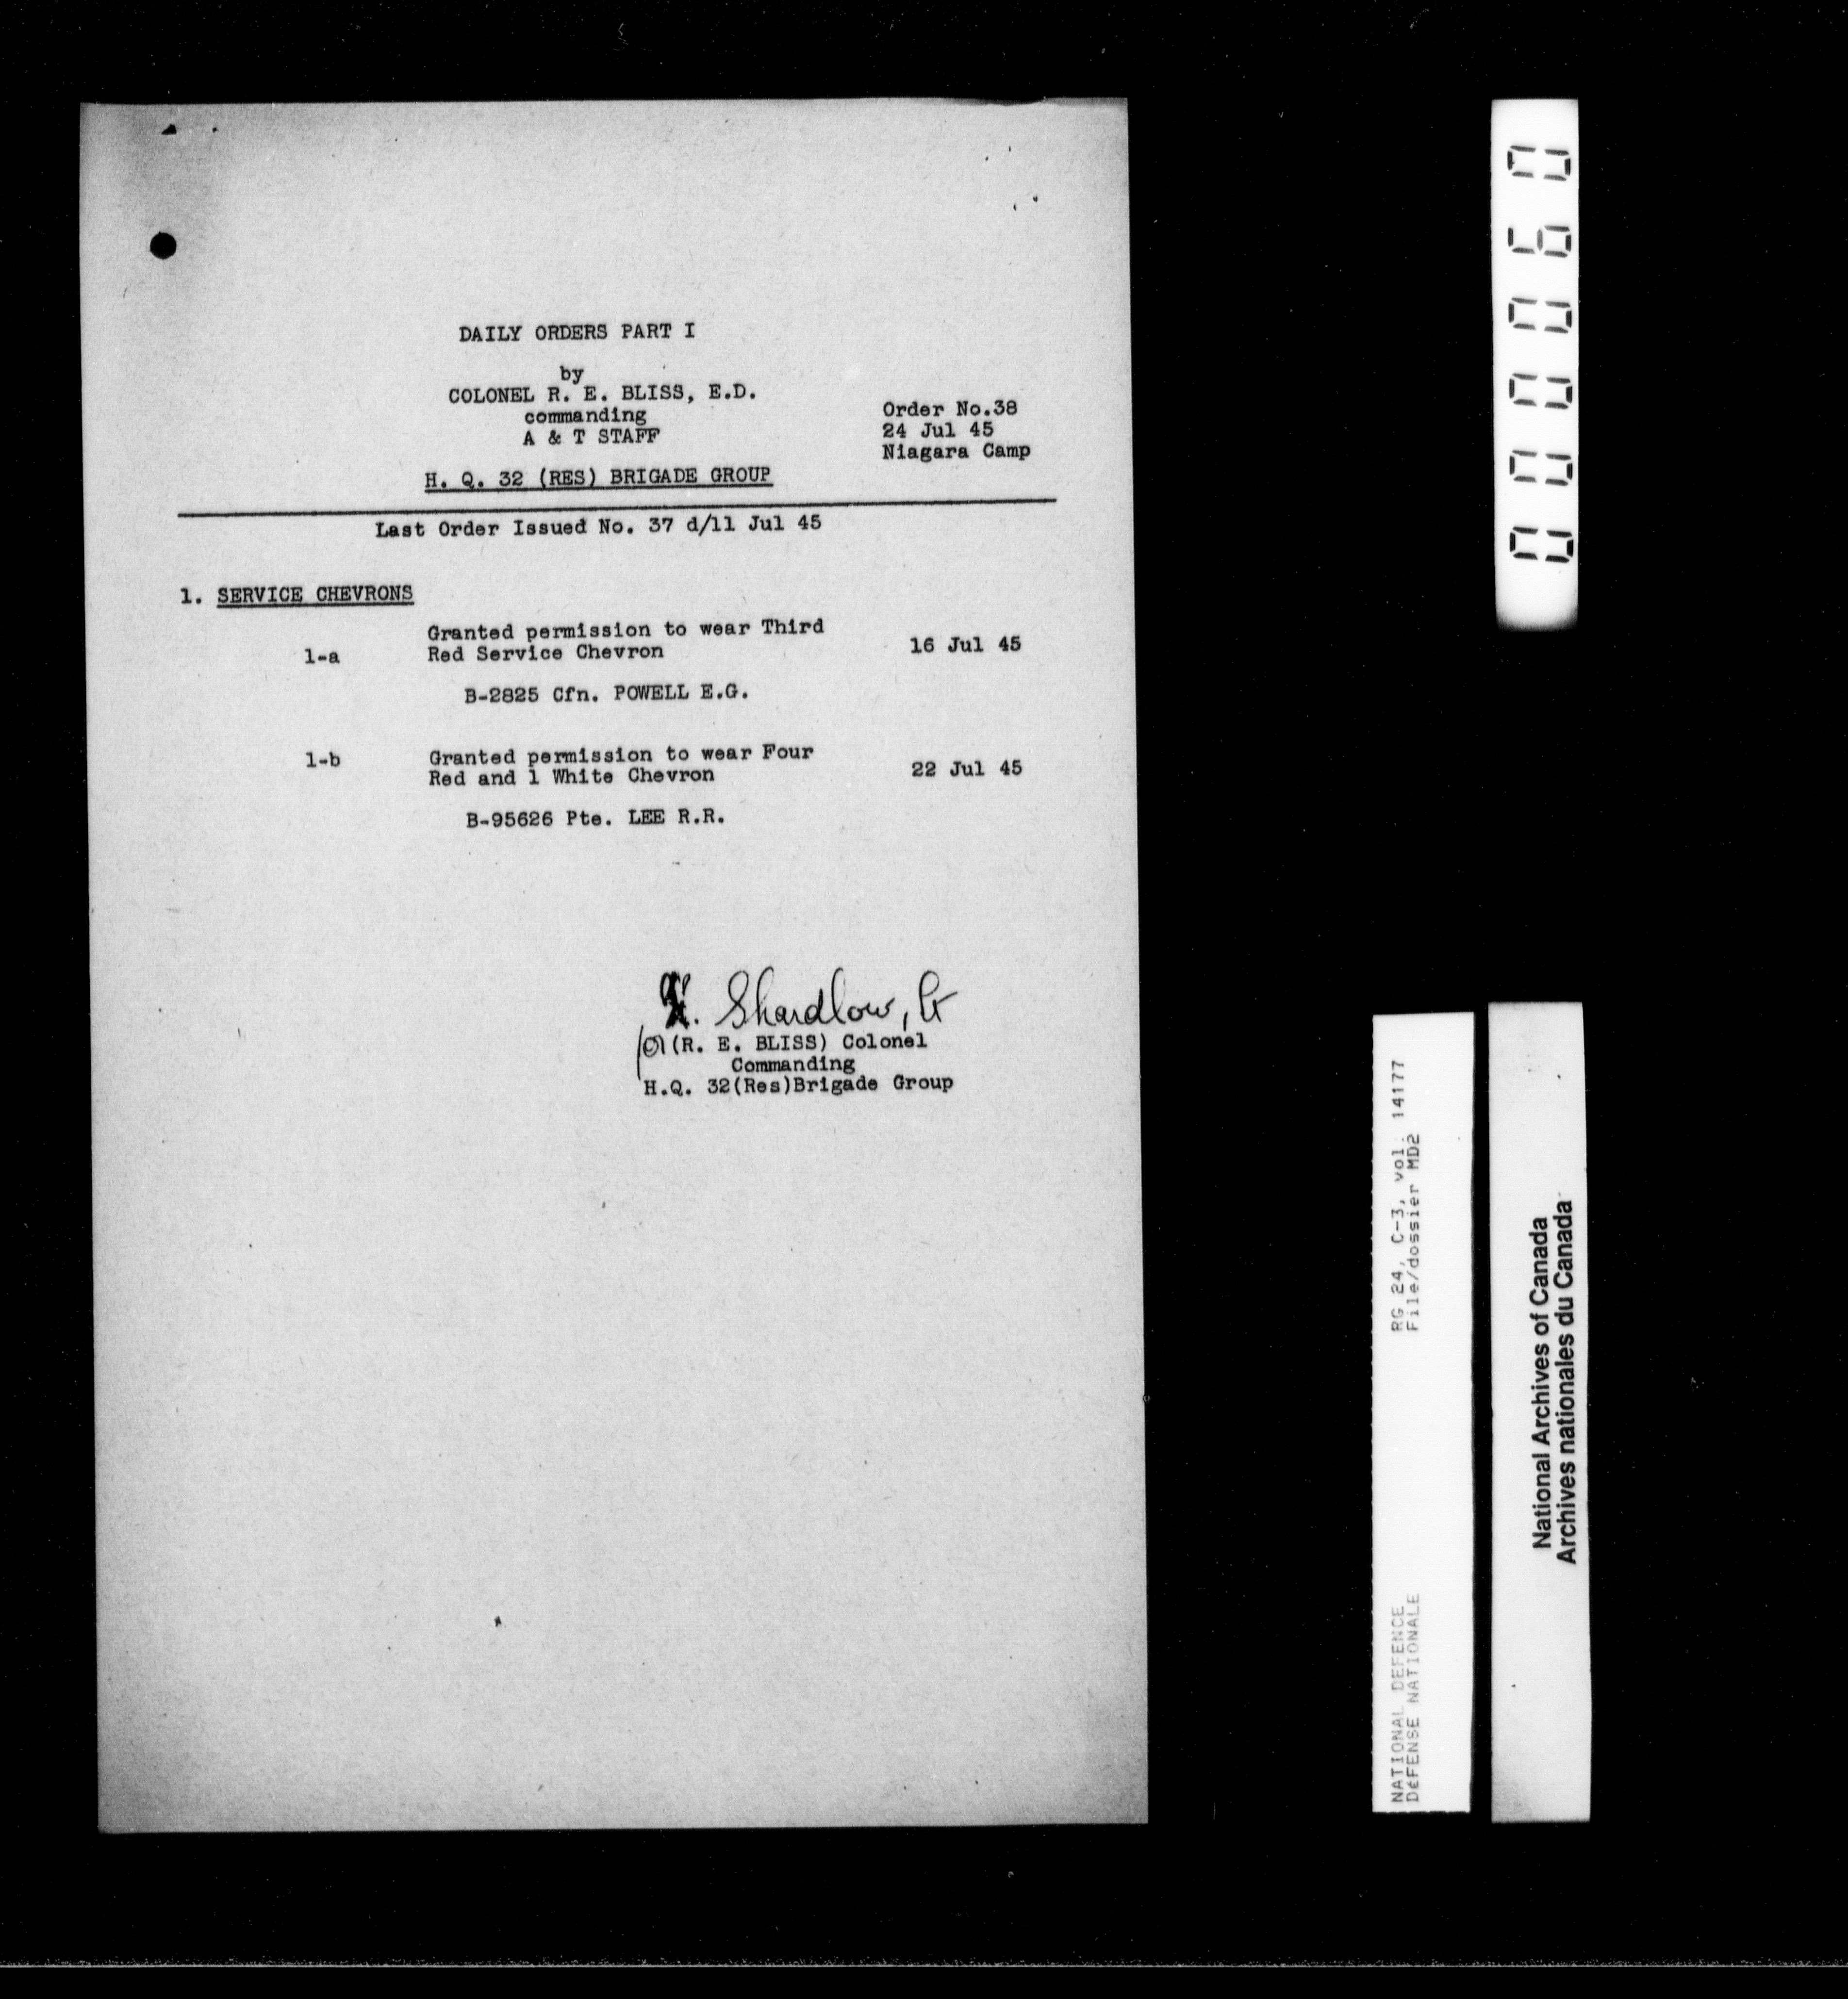 DAILY ORDERS PART I
by
COLONEL R. E. BLISS, E.D.
commanding
A & T STAFF
H. Q. 32 (RES) BRIGADE GROUP
Order No.38
24 Jul 45
Niagara Camp
Last Order Issued No. 37 d/11 Jul 45
1. SERVICE CHEVRONS
1-a Granted permission to wear Third
Red Service Chevron 16 Jul 45
B-2825 Cfn. POWELL E.G.
1-b Granted permission to wear Four
Red and 1 White Chevron 22 Jul 45
B-95626 Pte. LEE R.R.
Shardlow, Lt
(R. E. BLISS) Colonel
Commanding
H.Q. 32(Res)Brigade Group
NATIONAL DEFENCE RG 24, C-3, vol. 14177
DéFENSE NATIONALE File/dossier MD2
National Archives of Canada
Archives nationales du Canada